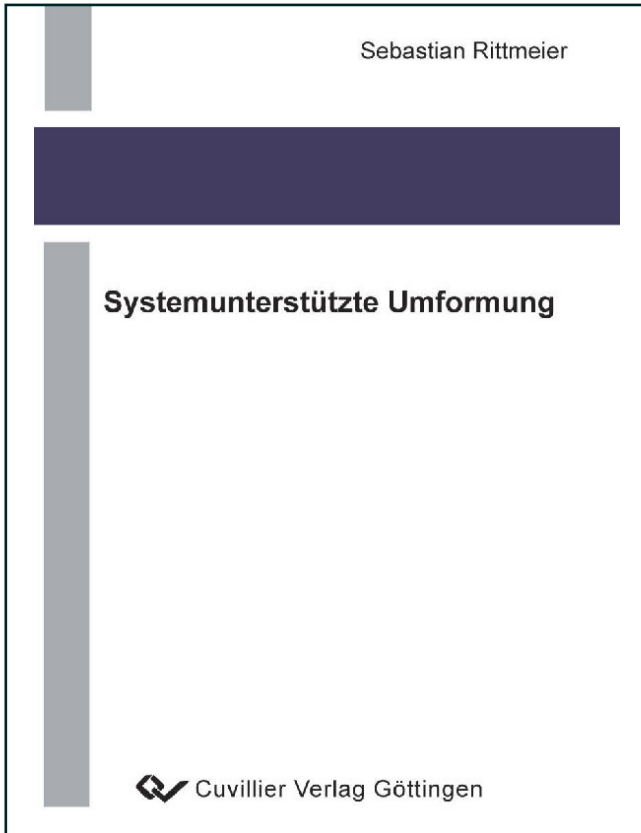 Sebastian Rittmeier
Systemunterstützte Umformung
Cuvillier Verlag Göttingen